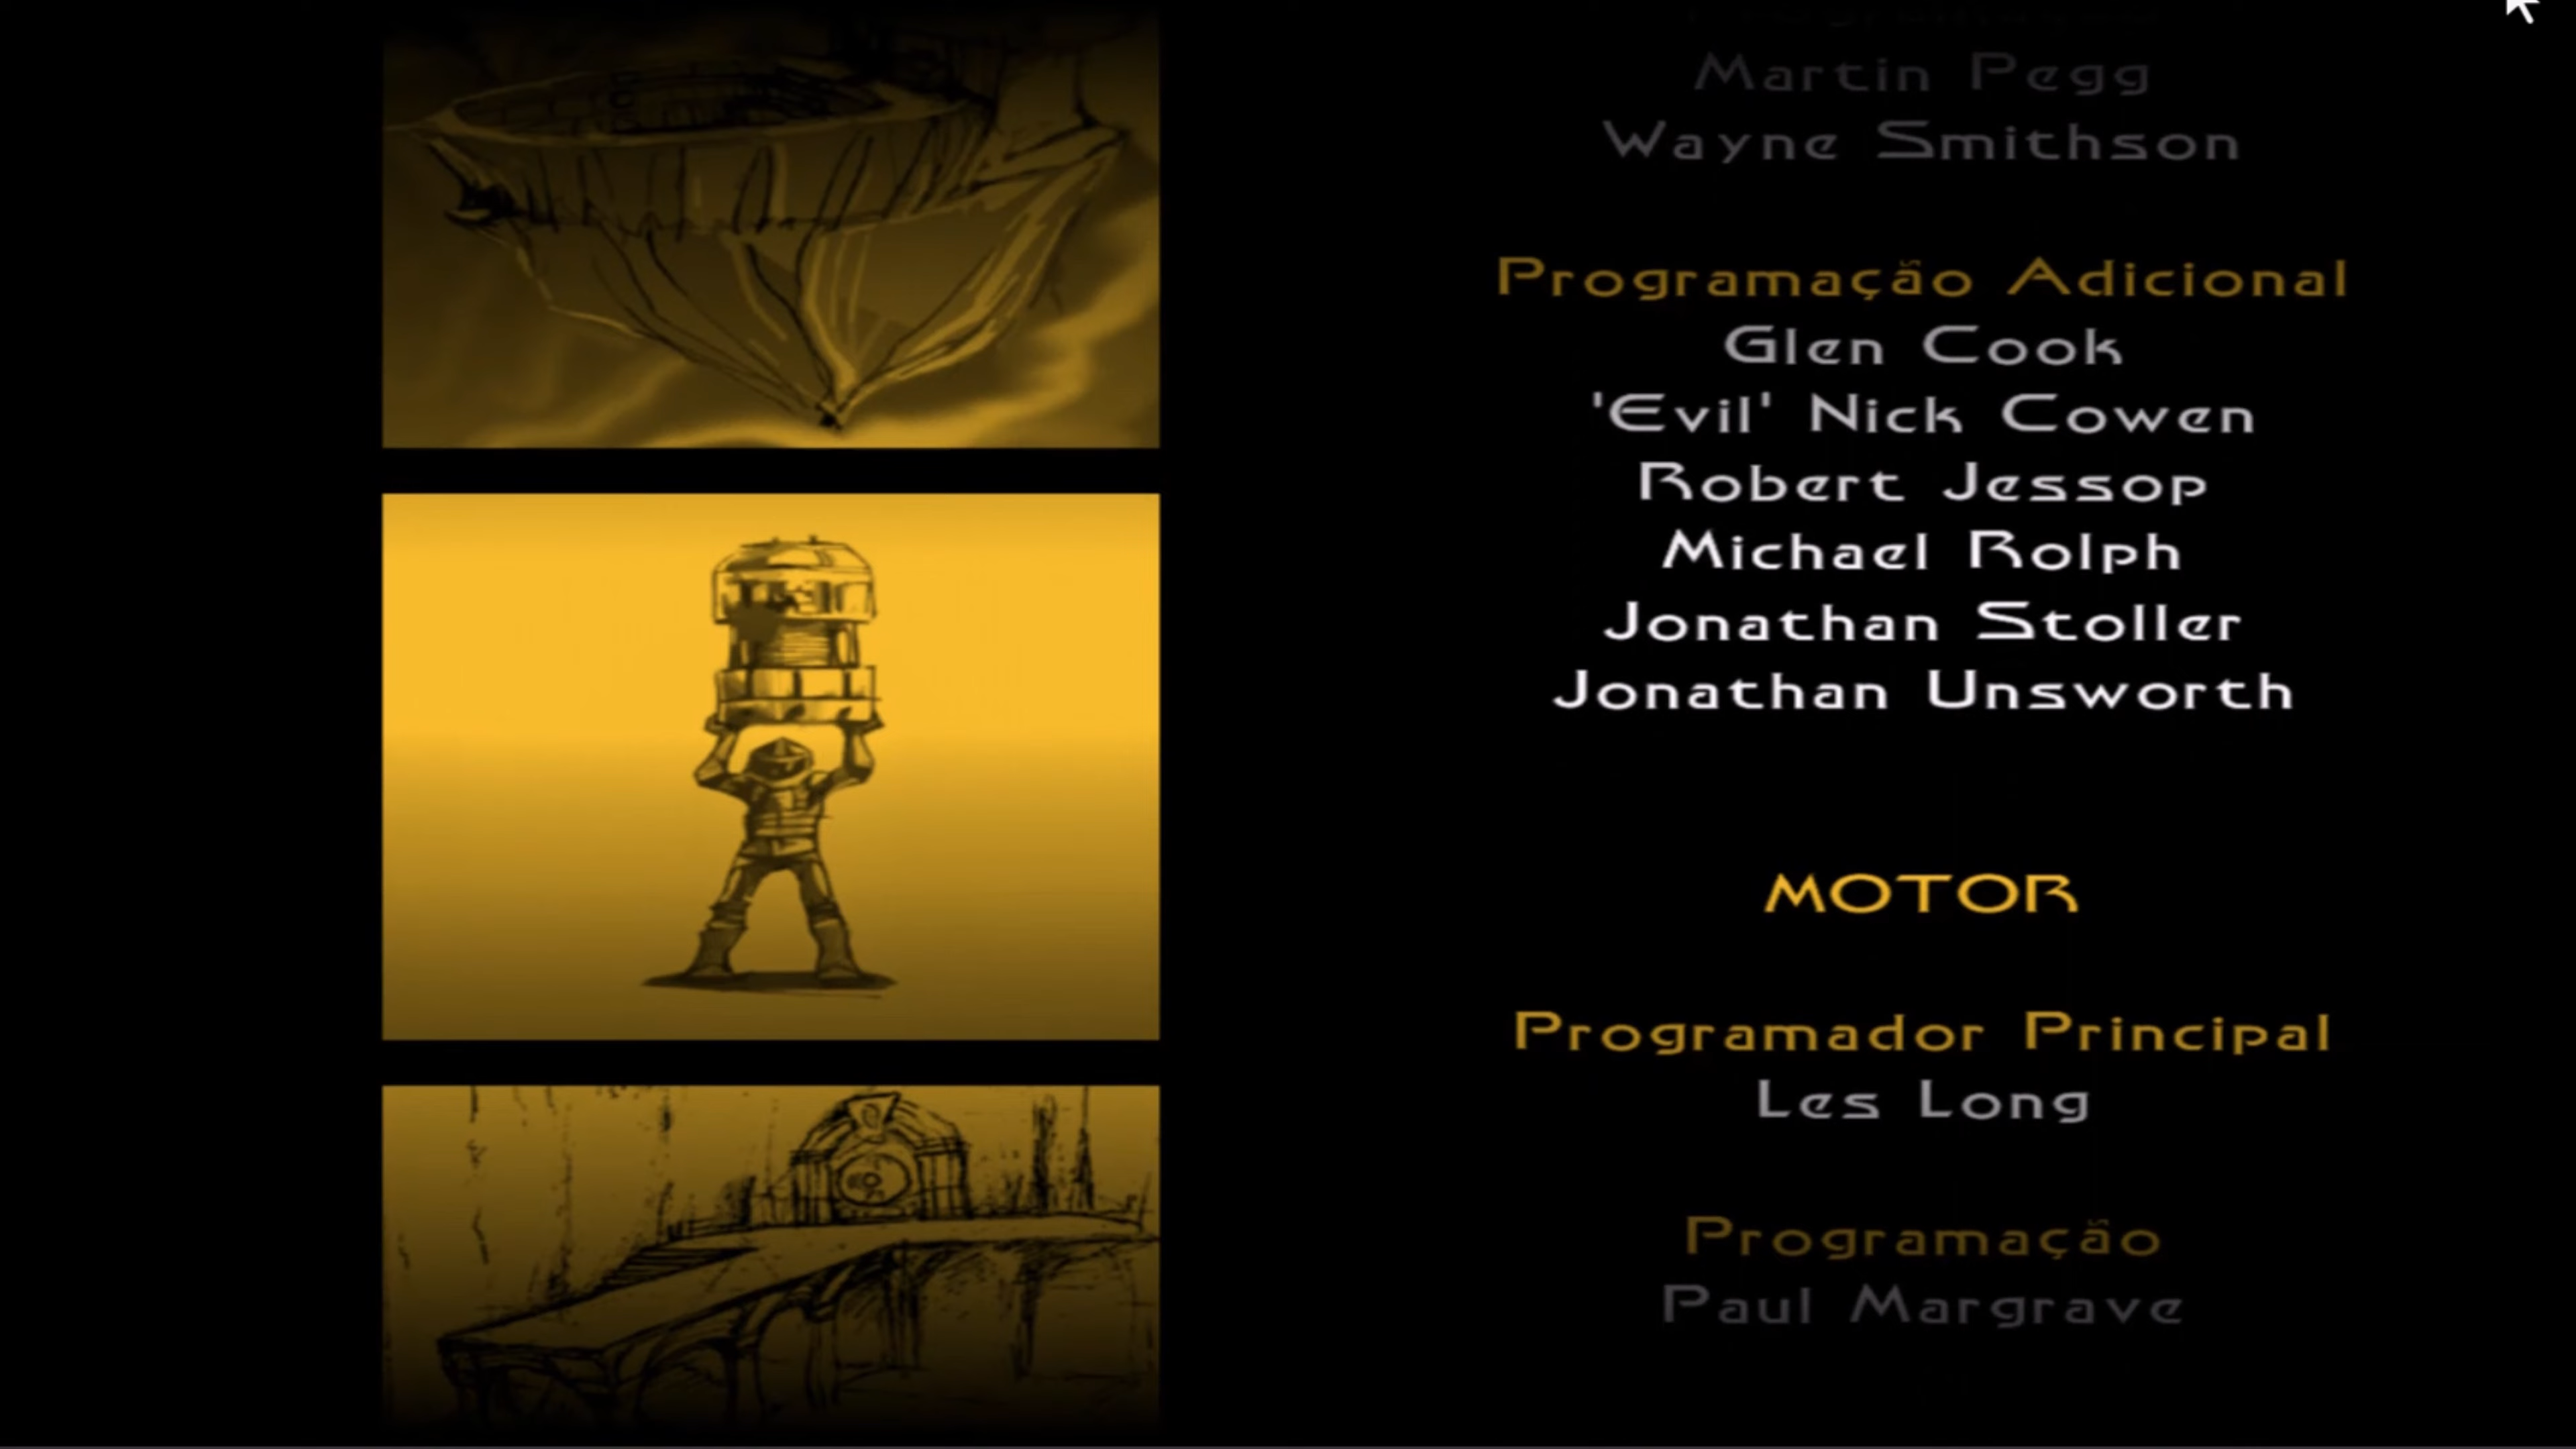 Martin Pegg
Wayne Smithson
Programação Adicional
Glen Cook
'Evil' Nick Cowen
Robert Jessop
Michael Rolph
Jonathan Stoller
Jonathan Unsworth
MOTOR
Programador Principal
Les Long
Programação
Paul Margrave